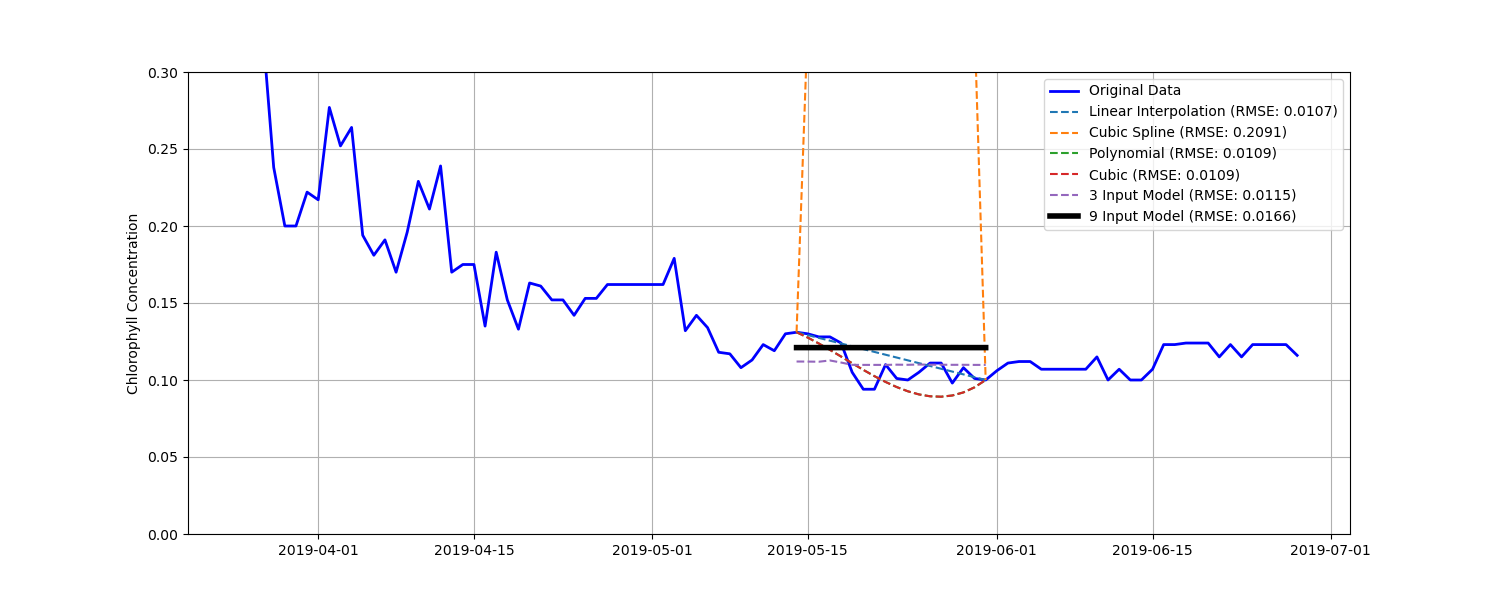 Chlorophyll Concentration
0.30
0.25
0.20
0.15
0.10
0.05
0.00
2019-04-01
2019-04-15
2019-05-01
2019-05-15
2019-06-01
2019-06-15
2019-07-01
Original Data
Linear Interpolation (RMSE: 0.0107)
Cubic Spline (RMSE: 0.2091)
Polynomial (RMSE: 0.0109)
Cubic (RMSE: 0.0109)
3 Input Model (RMSE: 0.0115)
9 Input Model (RMSE: 0.0166)